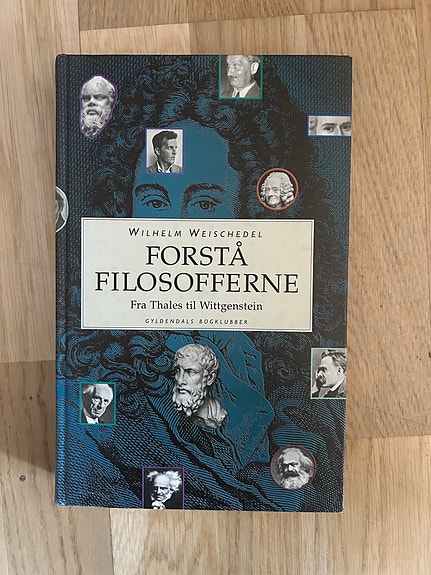 WILHELM WEISCHEDEL
FORSTÅ
FILOSOFFERNE
Fra Thales til Wittgenstein
GYLDENDALS BOGKLUBBER